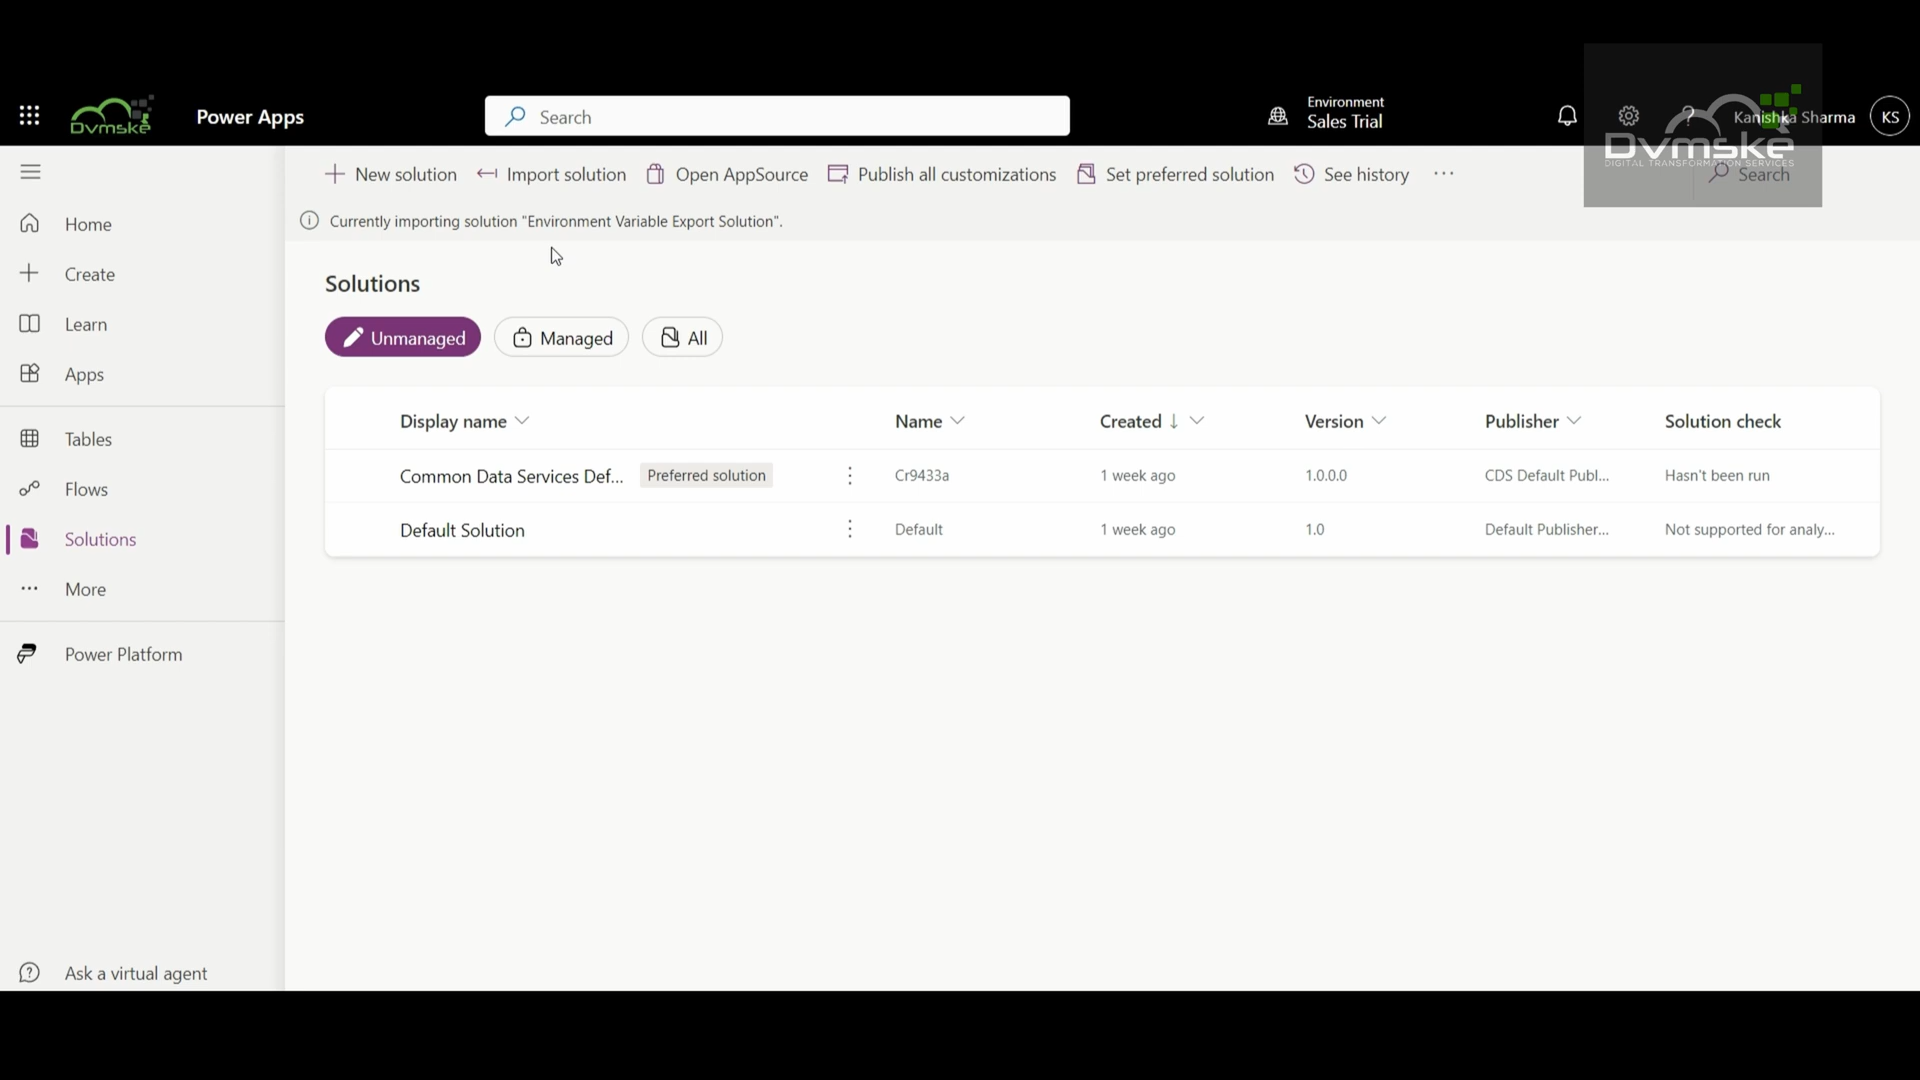 Dvmske
Power Apps
Search
Environment
Sales Trial
Kanishka Sharma
KS
Dvmske
DIGITAL TRANSFORMATION SERVICES
New solution
Import solution
Open AppSource
Publish all customizations
Set preferred solution
See history
Search
Currently importing solution "Environment Variable Export Solution".
Home
Create
Learn
Apps
Tables
Flows
Solutions
More
Power Platform
Ask a virtual agent
Solutions
Unmanaged
Managed
All
Display name
Name
Created
Version
Publisher
Solution check
Common Data Services Def...
Preferred solution
Cr9433a
1 week ago
1.0.0.0
CDS Default Publ...
Hasn't been run
Default Solution
Default
1 week ago
1.0
Default Publisher...
Not supported for analy...